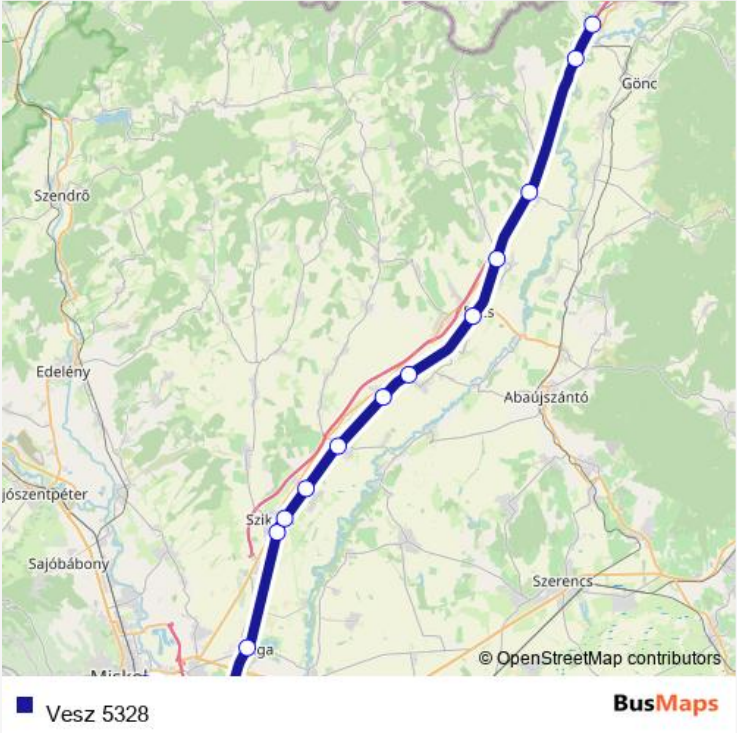 Gönc
Szendrő
Edelény
Abaújszántó
jószentpéter
Szik
Sajóbábony
Szerencs
ga
© OpenStreetMap contributors
Vesz 5328
BusMaps